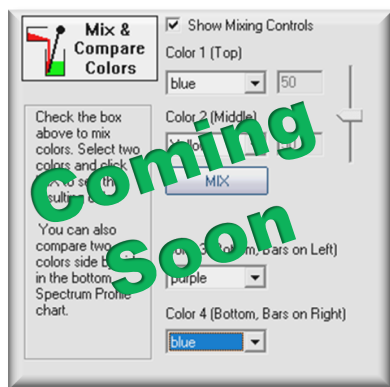 Mix &
Compare
Colors
Show Mixing Controls
Color 1 (Top)
blue
50
Color 2 (Middle)
MIX
Check the box
above to mix
colors. Select two
colors and click
to
You can also
compare two
colors side
in the bottom
Spectrum Profile
chart.
Bottom, Bars on Left)
purple
Color 4 (Bottom, Bars on Right)
blue
Coming
Soon